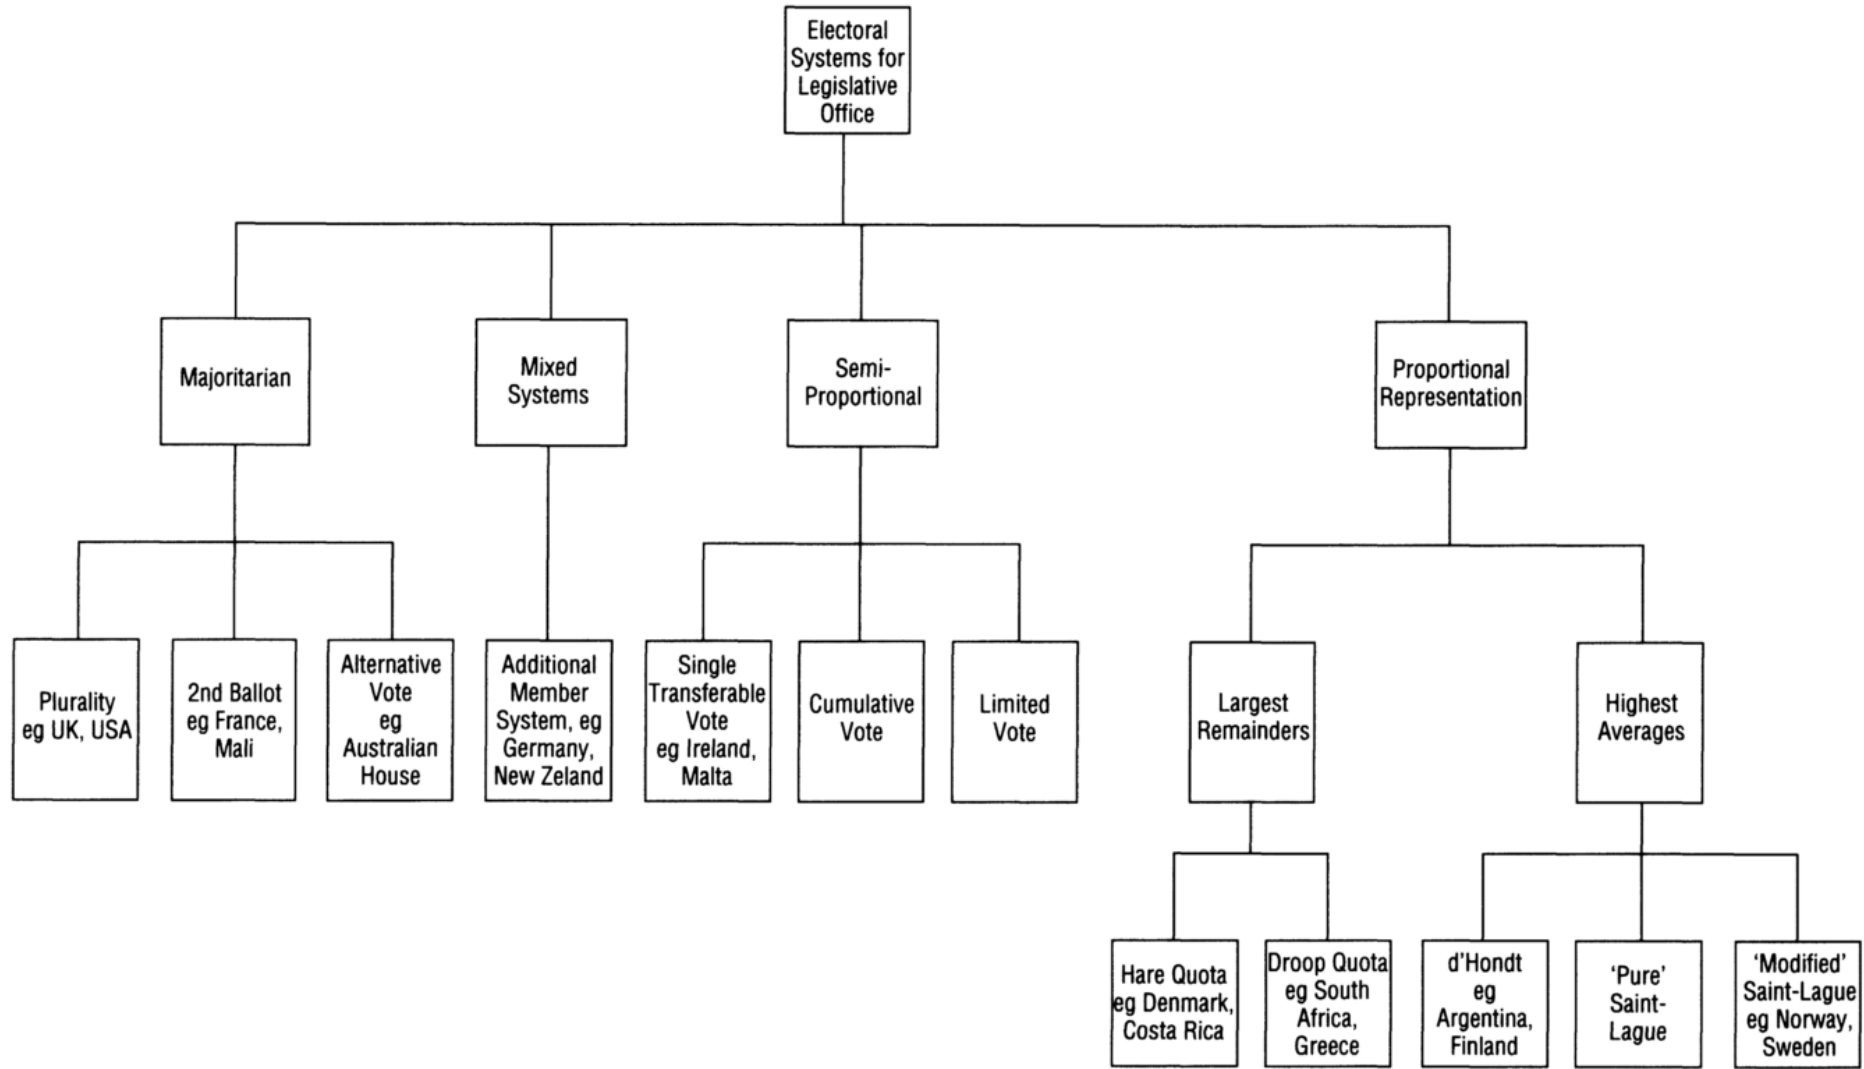 Electoral
Systems for
Legislative
Office
Majoritarian
Mixed
Systems
Semi-
Proportional
Proportional
Representation
Plurality
eg UK, USA
2nd Ballot
eg France,
Mali
Alternative
Vote
eg
Australian
House
Additional
Member
System, eg
Germany,
New Zeland
Single
Transferable
Vote
eg Ireland,
Malta
Cumulative
Vote
Limited
Vote
Largest
Remainders
Highest
Averages
Hare Quota
eg Denmark,
Costa Rica
Droop Quota
eg South
Africa,
Greece
d'Hondt
eg
Argentina,
Finland
'Pure'
Saint-
Lague
'Modified'
Saint-Lague
eg Norway,
Sweden